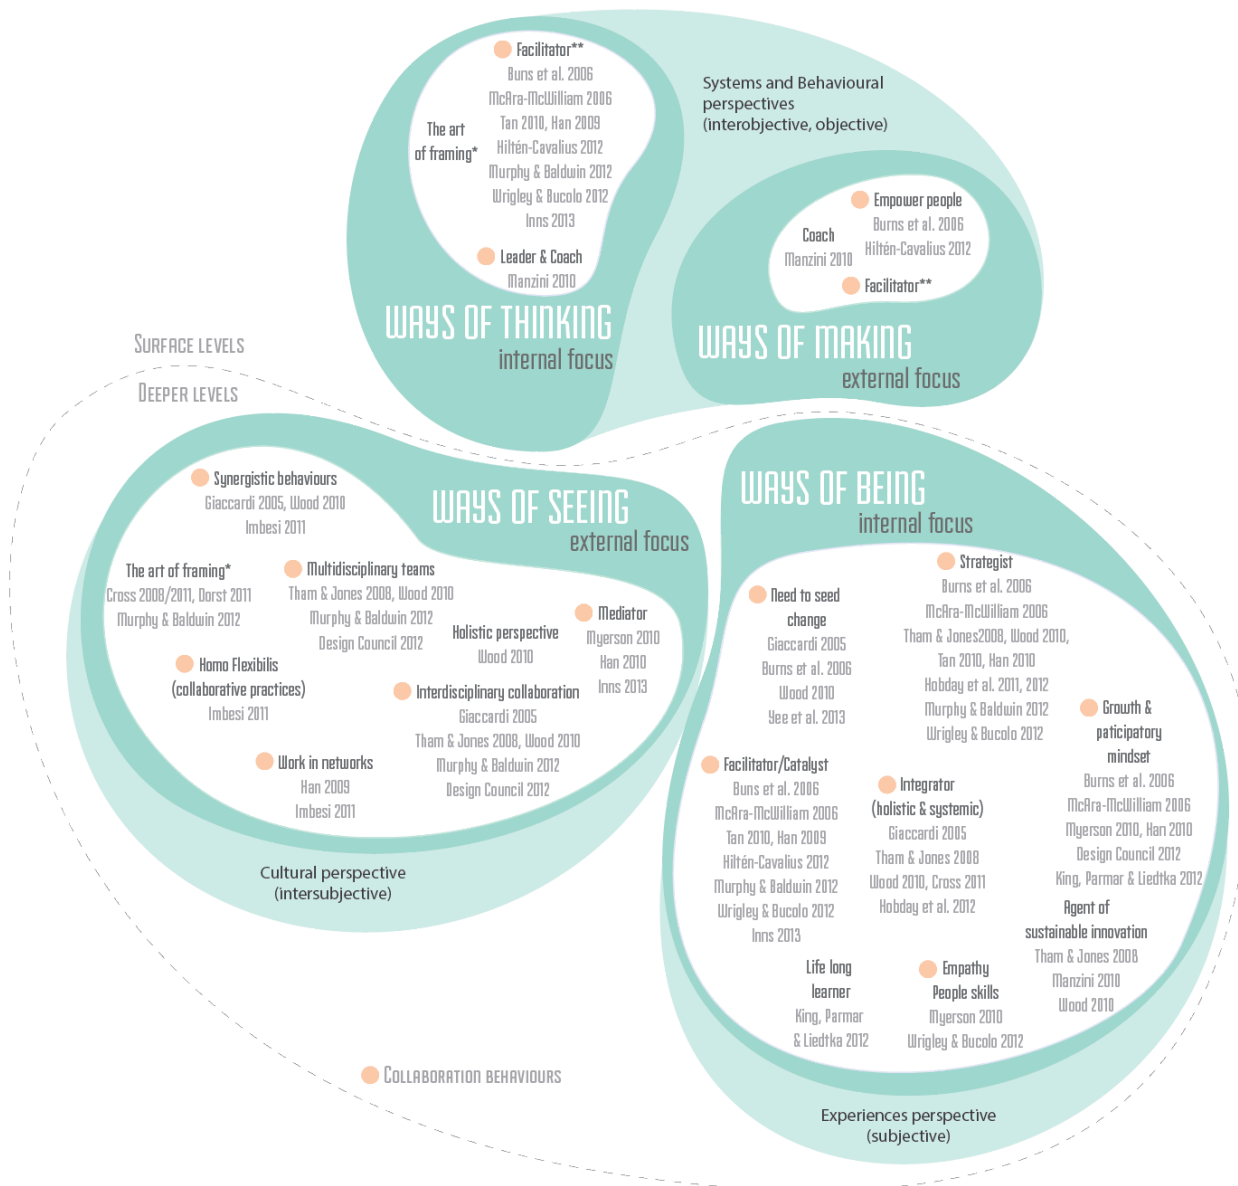 Facilitator**
Buns et al. 2006
McAra-McWilliam 2006
Tan 2010, Han 2009
Hiltén-Cavalius 2012
Murphy & Baldwin 2012
Wrigley & Bucolo 2012
Inns 2013
The art
of framing*
Leader & Coach
Manzini 2010
WAYS OF THINKING
internal focus
Systems and Behavioural
perspectives
(interobjective, objective)
Empower people
Burns et al. 2006
Hiltén-Cavalius 2012
Coach
Manzini 2010
Facilitator**
WAYS OF MAKING
external focus
SURFACE LEVELS
DEEPER LEVELS
WAYS OF SEEING
external focus
Synergistic behaviours
Giaccardi 2005, Wood 2010
Imbesi 2011
The art of framing*
Cross 2008/2011, Dorst 2011
Murphy & Baldwin 2012
Multidisciplinary teams
Tham & Jones 2008, Wood 2010
Murphy & Baldwin 2012
Design Council 2012
Holistic perspective
Wood 2010
Mediator
Myerson 2010
Han 2010
Inns 2013
Homo Flexibilis
(collaborative practices)
Imbesi 2011
Interdisciplinary collaboration
Giaccardi 2005
Tham & Jones 2008, Wood 2010
Murphy & Baldwin 2012
Design Council 2012
Work in networks
Han 2009
Imbesi 2011
Cultural perspective
(intersubjective)
WAYS OF BEING
internal focus
Strategist
Burns et al. 2006
McAra-McWilliam 2006
Tham & Jones2008, Wood 2010,
Tan 2010, Han 2010
Hobday et al. 2011, 2012
Murphy & Baldwin 2012
Wrigley & Bucolo 2012
Need to seed
change
Giaccardi 2005
Burns et al. 2006
Wood 2010
Yee et al. 2013
Growth &
paticipatory
mindset
Burns et al. 2006
McAra-McWilliam 2006
Myerson 2010, Han 2010
Design Council 2012
King, Parmar & Liedtka 2012
Facilitator/Catalyst
Buns et al. 2006
McAra-McWilliam 2006
Tan 2010, Han 2009
Hiltén-Cavalius 2012
Murphy & Baldwin 2012
Wrigley & Bucolo 2012
Inns 2013
Integrator
(holistic & systemic)
Giaccardi 2005
Tham & Jones 2008
Wood 2010, Cross 2011
Hobday et al. 2012
Agent of
sustainable innovation
Tham & Jones 2008
Manzini 2010
Wood 2010
Life long
learner
King, Parmar
& Liedtka 2012
Empathy
People skills
Myerson 2010
Wrigley & Bucolo 2012
Experiences perspective
(subjective)
COLLABORATION BEHAVIOURS